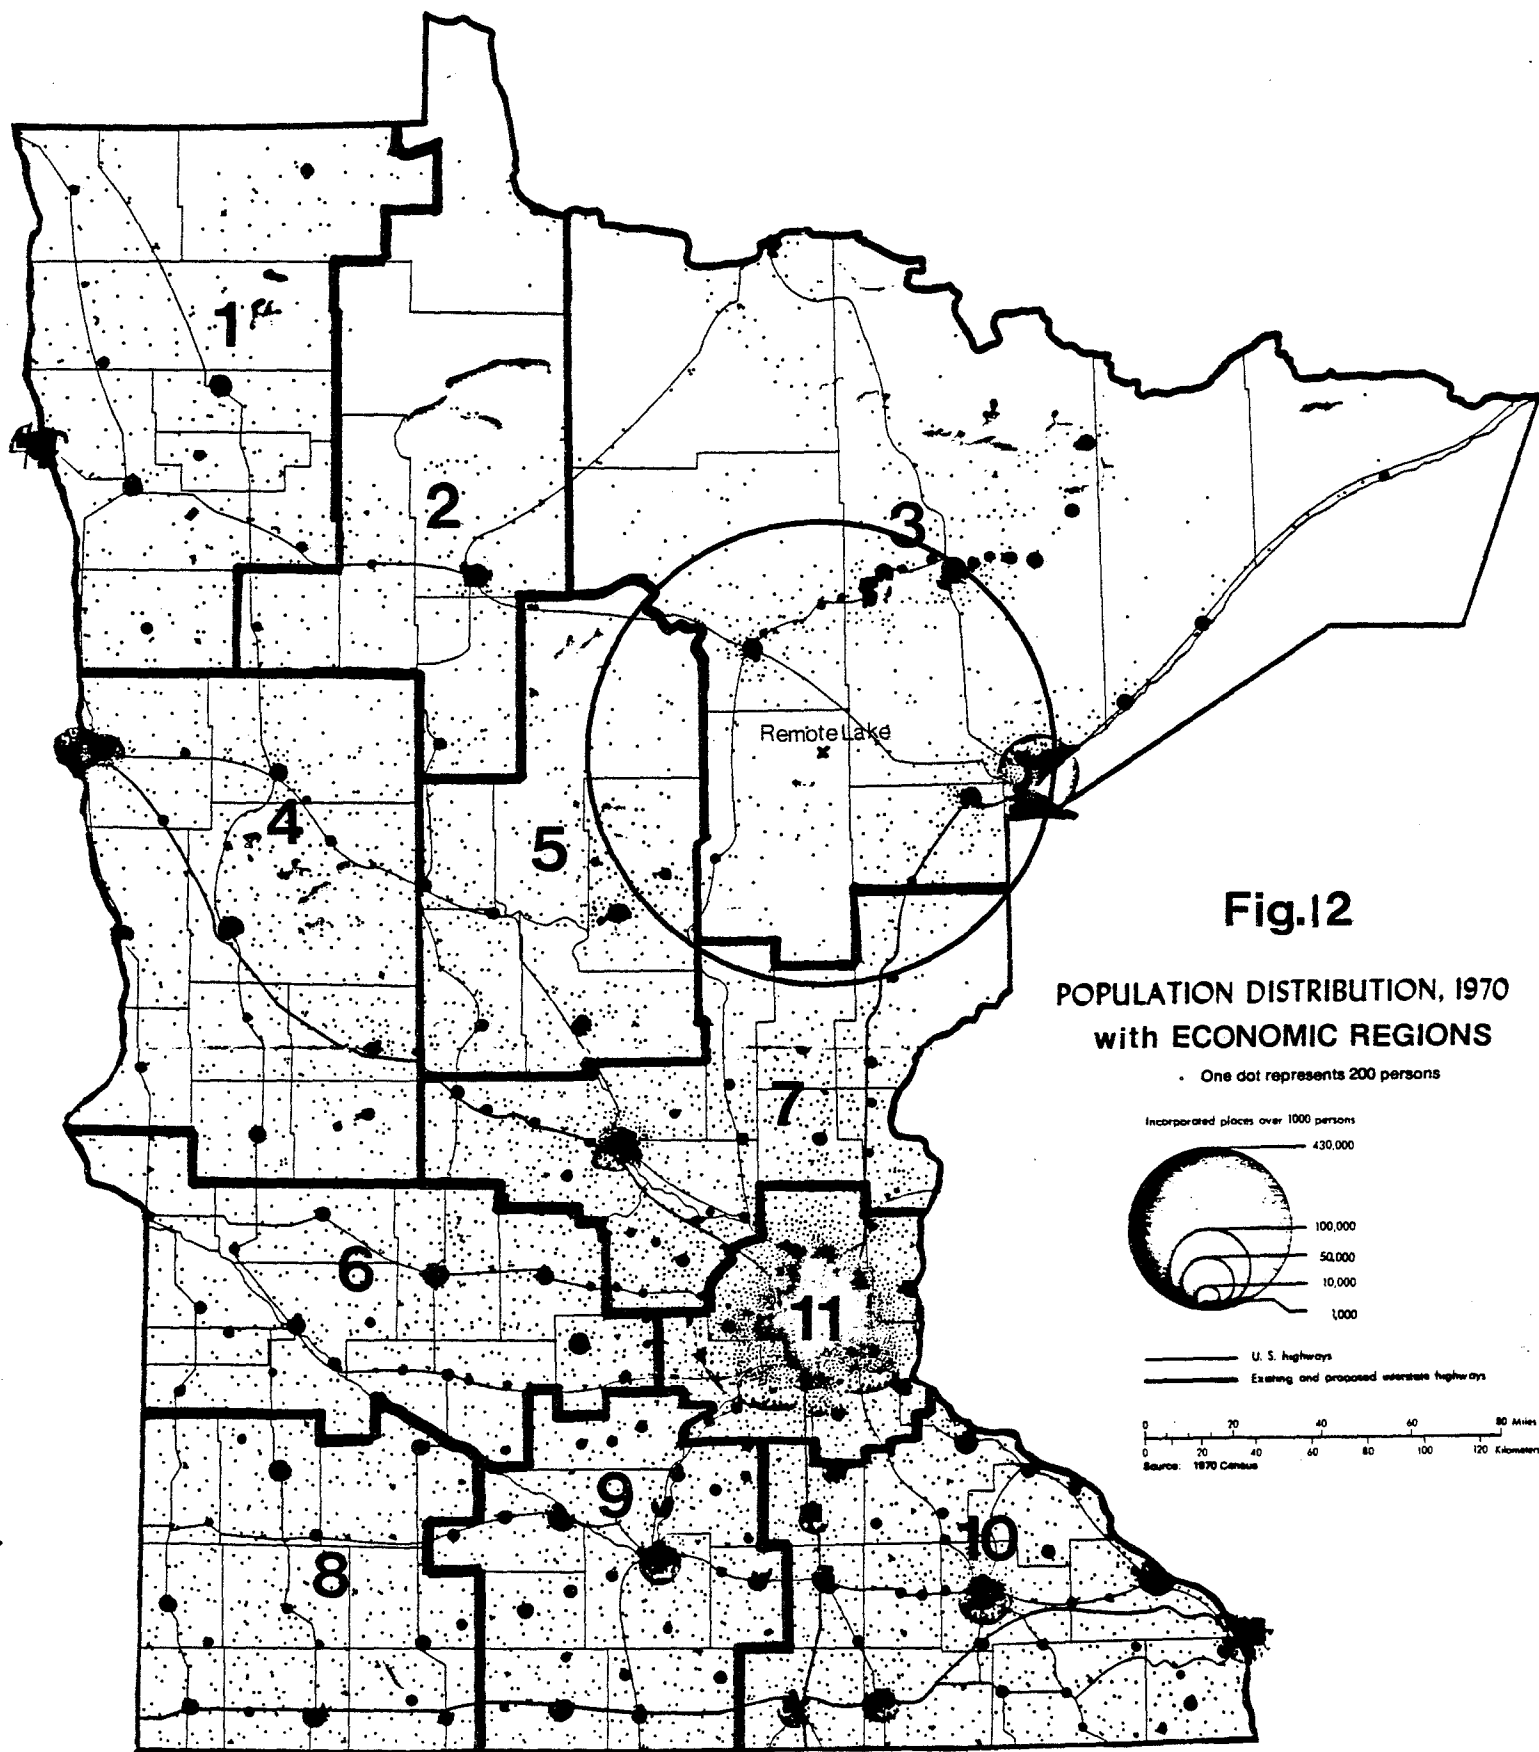 1
2
3
Remote Lake
4
5
Fig.12
POPULATION DISTRIBUTION, 1970
with ECONOMIC REGIONS
. One dot represents 200 persons
7
Incorporated places over 1000 persons
430,000
100,000
50,000
10,000
1,000
6
11
U. S. highways
Existing and proposed interstate highways
0 20 40 60 80 Miles
0 20 40 60 80 100 120 Kilometers
Source: 1970 Census
9
10
8